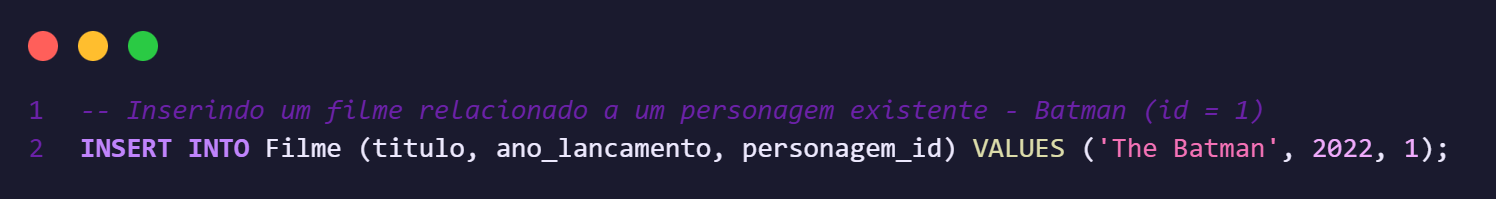 1 -- Inserindo um filme relacionado a um personagem existente - Batman (id = 1)
2 INSERT INTO Filme (titulo, ano_lancamento, personagem_id) VALUES ('The Batman', 2022, 1);